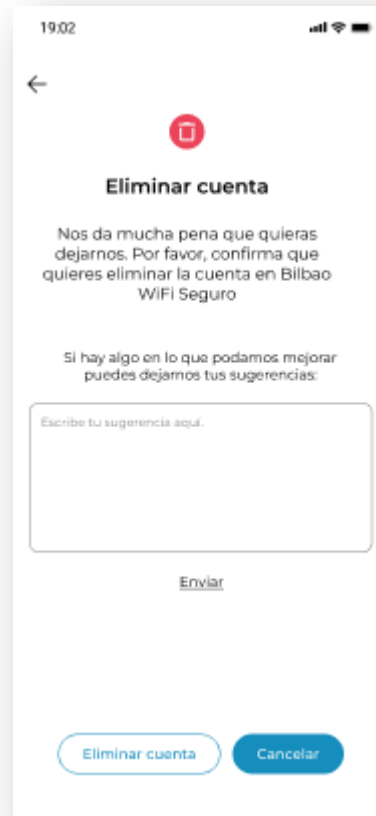 19:02
Eliminar cuenta
Nos da mucha pena que quieras
dejarnos. Por favor, confirma que
quieres eliminar la cuenta en Bilbao
WiFi Seguro
Si hay algo en lo que podamos mejorar
puedes dejarnos tus sugerencias:
Escribe tu sugerencia aquí.
Enviar
Eliminar cuenta
Cancelar